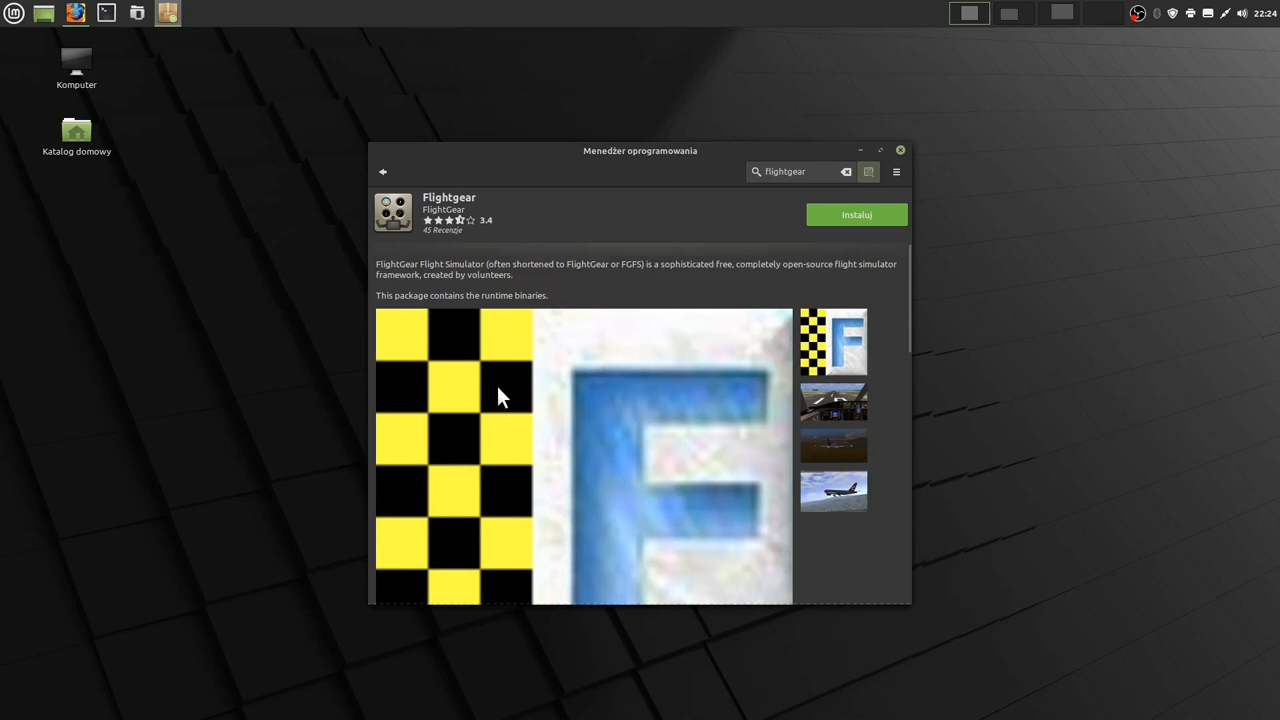 22:24
Komputer
Katalog domowy
Menedżer oprogramowania
flightgear
Flightgear
FlightGear
3.4
45 Recenzje
Instaluj
FlightGear Flight Simulator (often shortened to FlightGear or FGFS) is a sophisticated free, completely open-source flight simulator
framework, created by volunteers.
This package contains the runtime binaries.
F
F